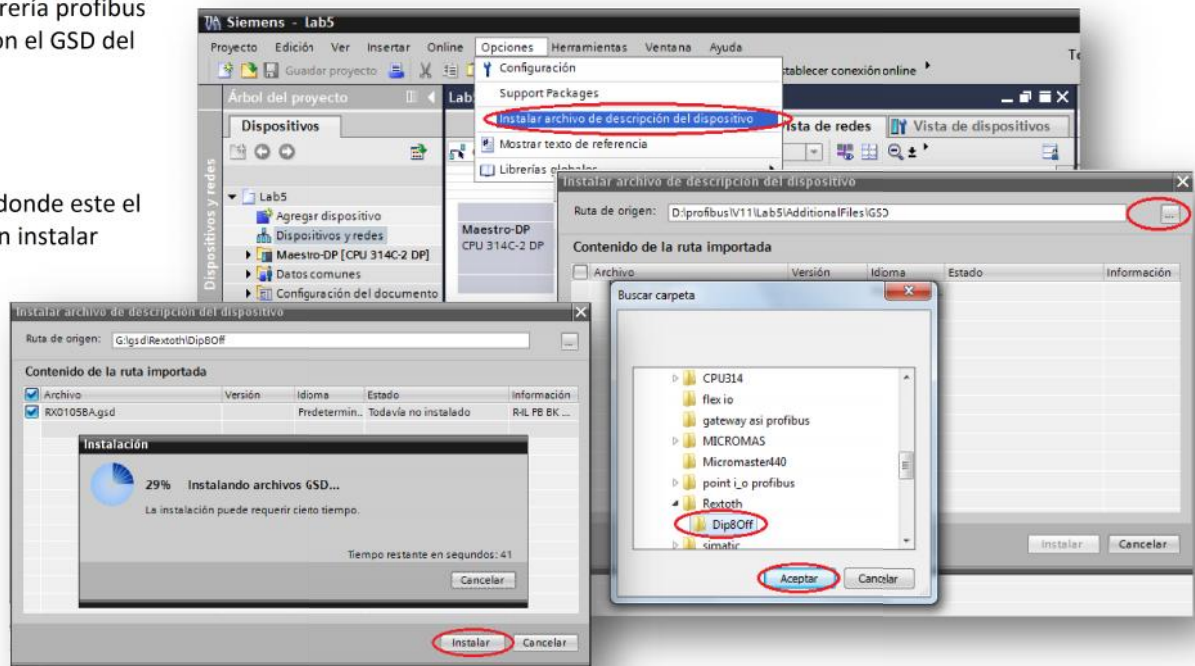 rería profibus
on el GSD del
donde este el
n instalar
Siemens - Lab5
Proyecto Edición Ver Insertar Online Opciones Herramientas Ventana Ayuda
Guardar proyecto
Configuración
Support Packages
Instalar archivo de descripción del dispositivo
Mostrar texto de referencia
Librerías globales
stablecer conexión online
Árbol del proyecto
Dispositivos
Dispositivos y redes
Lab5
Agregar dispositivo
Dispositivos y redes
Maestro-DP [CPU 314C-2 DP]
Datos comunes
Configuración del documento
Lab
ista de redes
Vista de dispositivos
Maestro-DP
CPU 314C-2 DP
Instalar archivo de descripción del dispositivo
Ruta de origen: D:\profibus\V11\Lab5\AdditionalFiles\GSD
...
Contenido de la ruta importada
Archivo Versión Idioma Estado Información
Instalar Cancelar
Buscar carpeta
CPU314
flex io
gateway asi profibus
MICROMAS
Micromaster440
point i_o profibus
Rextoth
Dip8Off
simatic
Aceptar Cancelar
Instalar archivo de descripción del dispositivo
Ruta de origen: G:\gsd\Rextoth\Dip8Off
...
Contenido de la ruta importada
Archivo Versión Idioma Estado Información
RX0105BA.gsd Predetermin... Todavía no instalado R-IL PB BK ...
Instalación
29% Instalando archivos GSD...
La instalación puede requerir cierto tiempo.
Tiempo restante en segundos: 41
Cancelar
Instalar Cancelar